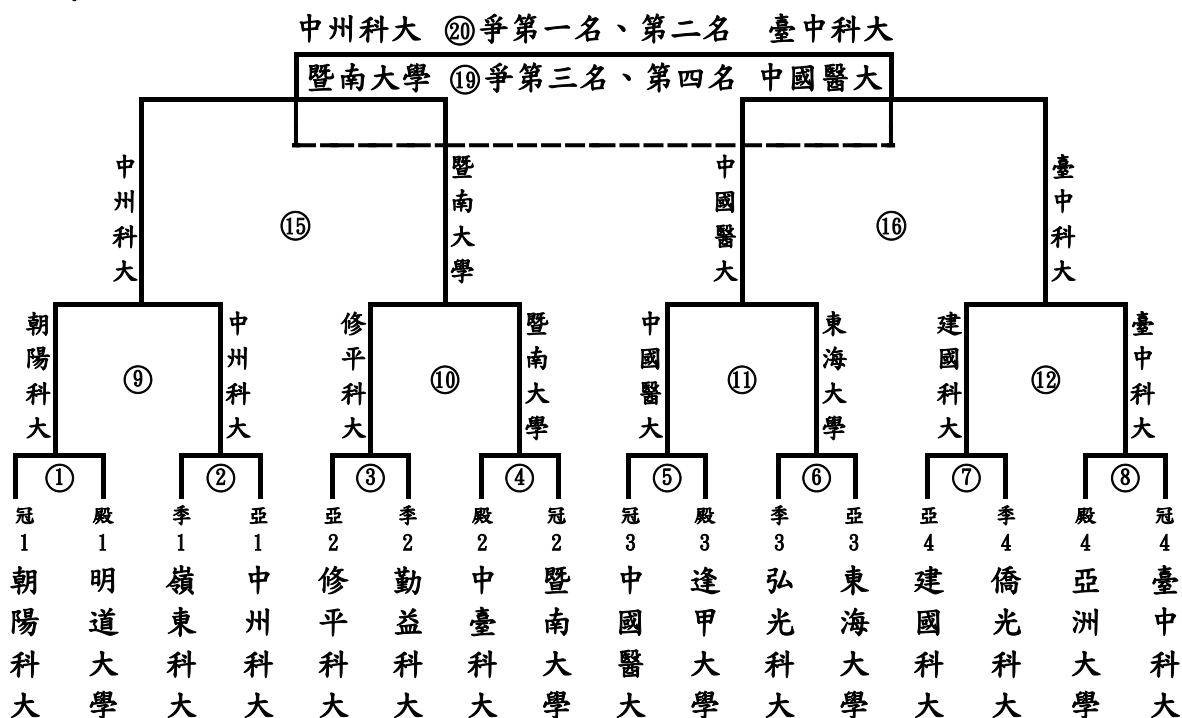 中州科大 ⑳爭第一名、第二名 臺中科大
暨南大學 ⑲爭第三名、第四名 中國醫大
中州科大
暨南大學
中國醫大
臺中科大
⑮
⑯
朝陽科大
中州科大
修平科大
暨南大學
中國醫大
東海大學
建國科大
臺中科大
⑨
⑩
⑪
⑫
①
②
③
④
⑤
⑥
⑦
⑧
冠1朝陽科大
殿1明道大學
季1嶺東科大
亞1中州科大
亞2修平科大
季2勤益科大
殿2中臺科大
冠2暨南大學
冠3中國醫大
殿3逢甲大學
季3弘光科大
亞3東海大學
亞4建國科大
季4僑光科大
殿4亞洲大學
冠4臺中科大